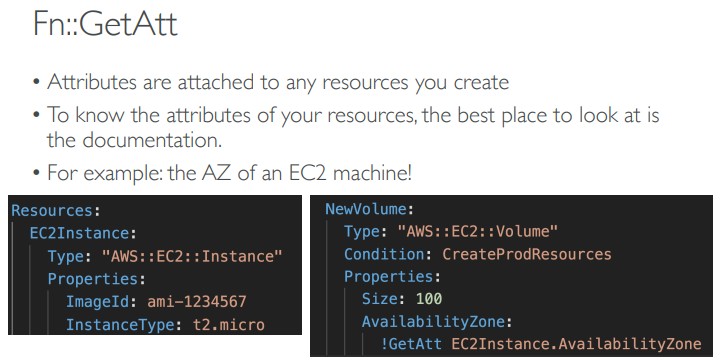 Fn::GetAtt
• Attributes are attached to any resources you create
• To know the attributes of your resources, the best place to look at is
the documentation.
• For example: the AZ of an EC2 machine!
Resources:
EC2Instance:
Type: "AWS::EC2::Instance"
Properties:
ImageId: ami-1234567
InstanceType: t2.micro
NewVolume:
Type: "AWS::EC2::Volume"
Condition: CreateProdResources
Properties:
Size: 100
AvailabilityZone:
!GetAtt EC2Instance.AvailabilityZone